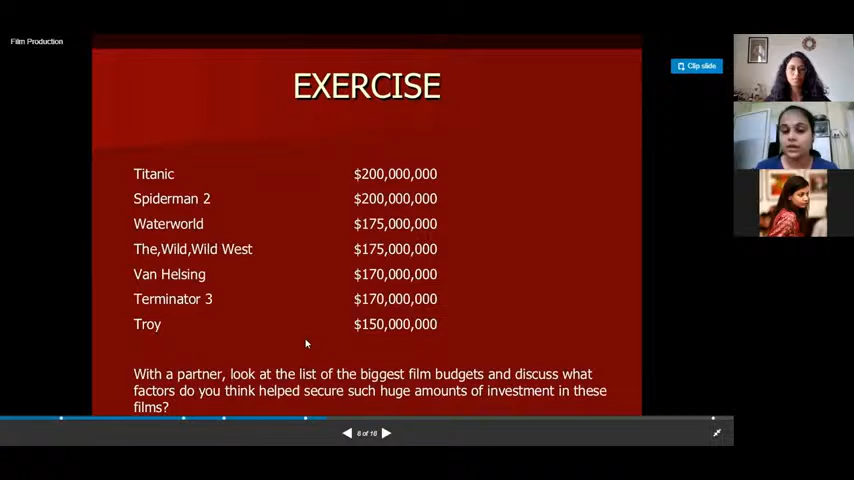 Film Production
EXERCISE
Clip slide
Titanic $200,000,000
Spiderman 2 $200,000,000
Waterworld $175,000,000
The,Wild,Wild West $175,000,000
Van Helsing $170,000,000
Terminator 3 $170,000,000
Troy $150,000,000
With a partner, look at the list of the biggest film budgets and discuss what
factors do you think helped secure such huge amounts of investment in these
films?
6 of 16